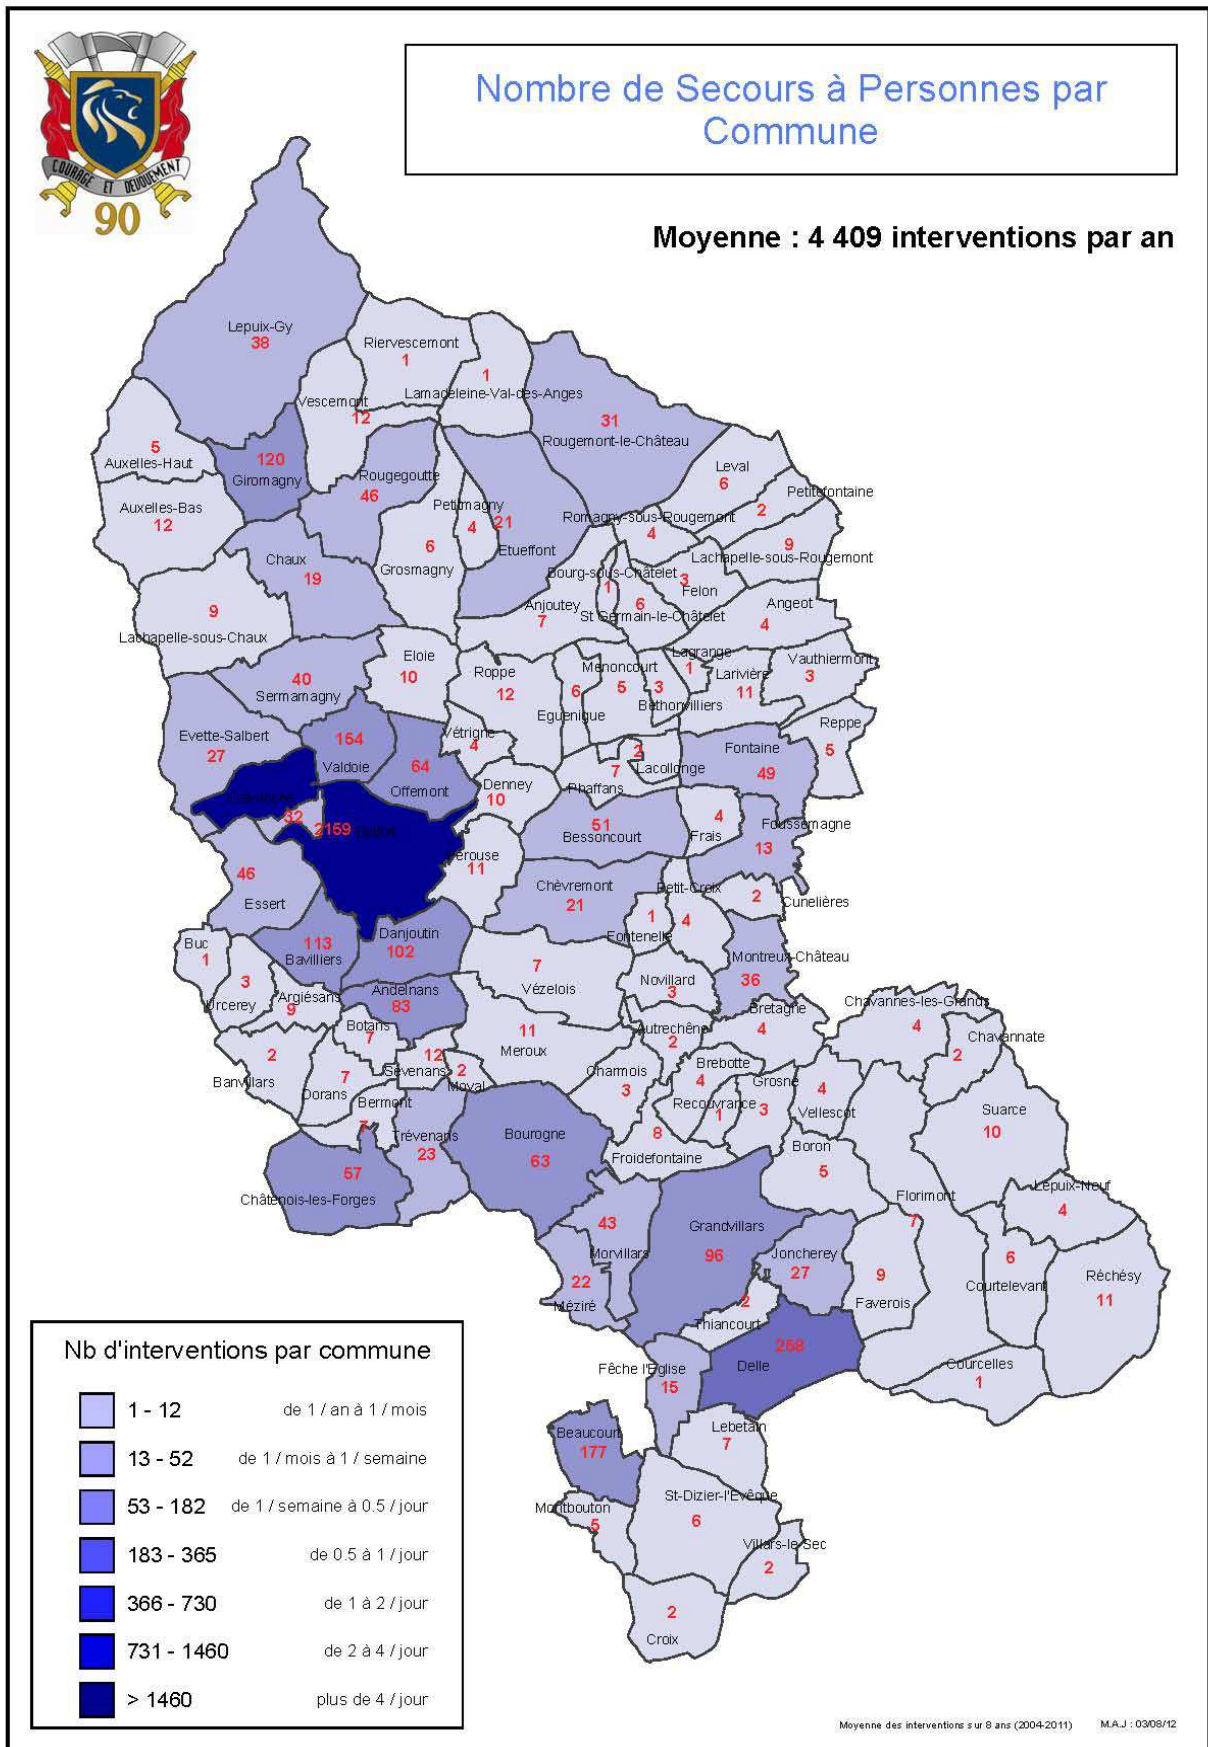 COURAGE ET DEVOUEMENT
90
Nombre de Secours à Personnes par
Commune
Moyenne : 4 409 interventions par an
Lepuix-Gy
38
Riervescemont
1
1
Lamadeleine-Val-des-Anges
Vescemont
12
31
Rougemont-le-Château
5
Auxelles-Haut
120
Giromagny
Rougegoutte
46
Leval
6
Petitefontaine
2
Auxelles-Bas
12
Petitmagny
4
21
Etueffont
Romagny-sous-Rougemont
4
9
Lachapelle-sous-Rougemont
6
Grosmagny
Chaux
19
Bourg-sous-Châtelet
1
3
Felon
6
St Germain-le-Châtelet
Anjoutey
7
Angeot
4
9
Lachapelle-sous-Chaux
Eloie
10
Roppe
12
Menoncourt
5
Lagrange
1
Larivière
11
Vauthiermont
3
40
Sermamagny
6
Eguenigue
3
Bethonvilliers
Reppe
5
Evette-Salbert
27
154
Valdoie
64
Offemont
Vétrigne
4
2
Lacollonge
7
Phaffans
Fontaine
49
Denney
10
32
2159
51
Bessoncourt
4
Frais
Foussemagne
13
Pérouse
11
46
Essert
Chèvremont
21
Petit-Croix
4
2
Cunelières
1
Fontenelle
Buc
1
113
Bavilliers
Danjoutin
102
Montreux-Château
36
3
Urcerey
Argiésans
9
Andelnans
83
7
Vézelois
Novillard
3
Bretagne
4
Chavannes-les-Grands
4
Botans
7
11
Meroux
Autrechêne
2
Chavannate
2
2
Banvillars
12
Sévenans
2
Moval
Charmois
3
Brebotte
4
Grosne
3
4
Vellescot
7
Dorans
Bermont
7
Recouvrance
1
Suarce
10
Trévenans
23
Bourogne
63
8
Froidefontaine
Boron
5
57
Châtenois-les-Forges
Florimont
7
Lepuix-Neuf
4
43
Morvillars
Grandvillars
96
Joncherey
27
9
Faverois
6
Courtelevant
Réchésy
11
22
Méziré
2
Thiancourt
258
Delle
Fêche l'Eglise
15
Courcelles
1
Beaucourt
177
Lebetain
7
Montbouton
5
St-Dizier-l'Evêque
6
Villars-le-Sec
2
2
Croix
Nb d'interventions par commune
1 - 12 de 1 / an à 1 / mois
13 - 52 de 1 / mois à 1 / semaine
53 - 182 de 1 / semaine à 0.5 / jour
183 - 365 de 0.5 à 1 / jour
366 - 730 de 1 à 2 / jour
731 - 1460 de 2 à 4 / jour
> 1460 plus de 4 / jour
Moyenne des interventions sur 8 ans (2004-2011) M.A.J : 03/08/12